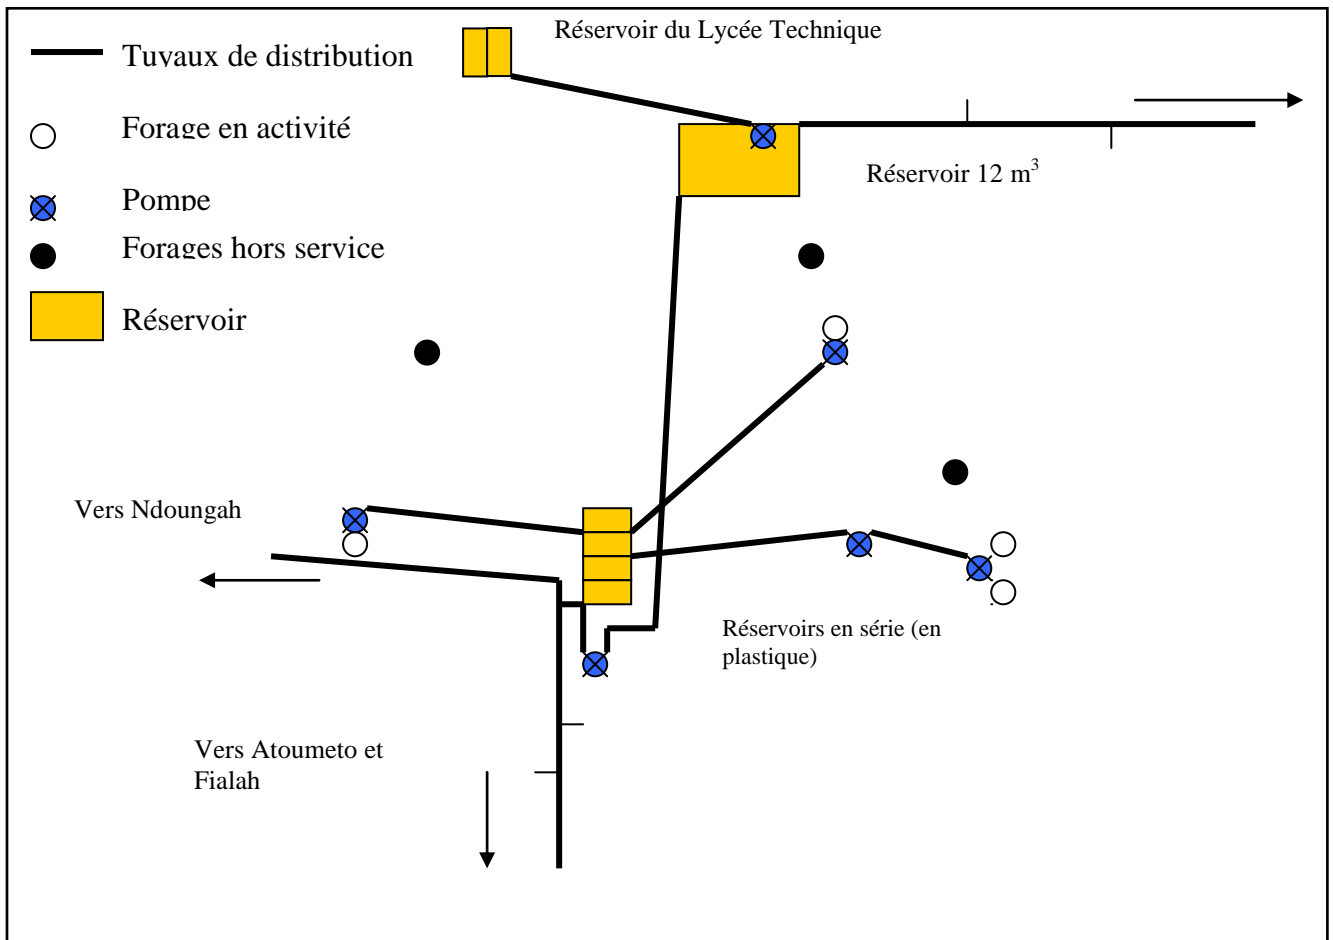 Réservoir du Lycée Technique
Tuyaux de distribution
Forage en activité
Réservoir 12 m³
Pompe
Forages hors service
Réservoir
Vers Ndoungah
Réservoirs en série (en
plastique)
Vers Atoumeto et
Fialah